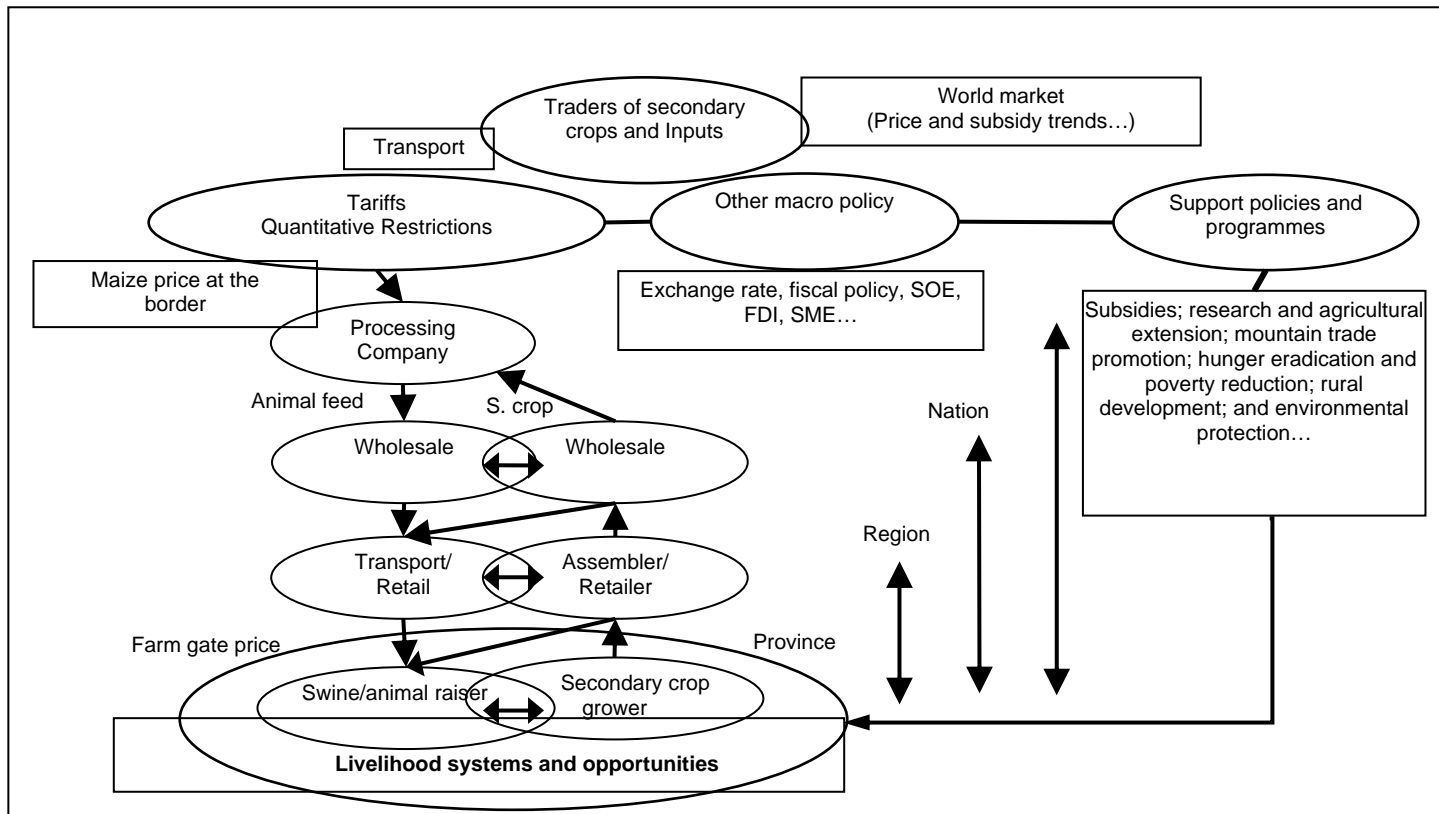 Traders of secondary
crops and Inputs
World market
(Price and subsidy trends…)
Transport
Tariffs
Quantitative Restrictions
Other macro policy
Support policies and
programmes
Maize price at the
border
Exchange rate, fiscal policy, SOE,
FDI, SME…
Subsidies; research and agricultural
extension; mountain trade
promotion; hunger eradication and
poverty reduction; rural
development; and environmental
protection…
Processing
Company
Animal feed
S. crop
Nation
Wholesale
Wholesale
Region
Transport/
Retail
Assembler/
Retailer
Farm gate price
Province
Swine/animal raiser
Secondary crop
grower
Livelihood systems and opportunities